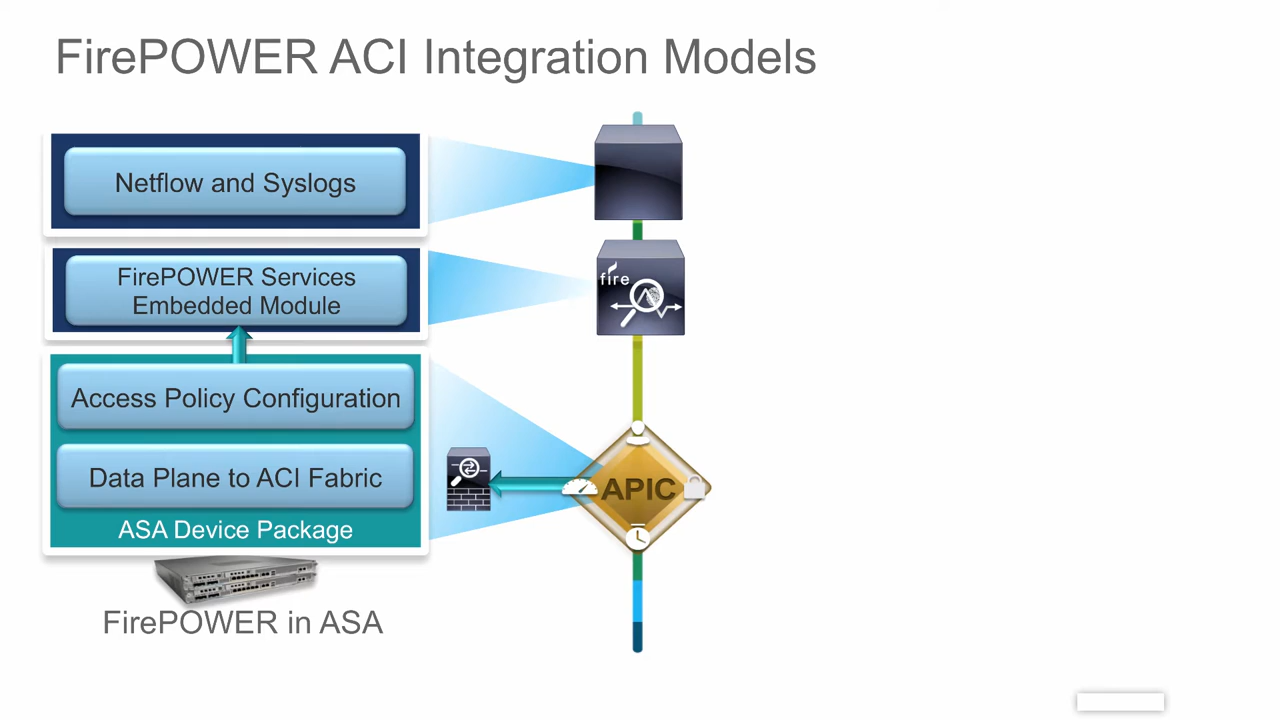 FirePOWER ACI Integration Models
Netflow and Syslogs
FirePOWER Services
Embedded Module
fire
Access Policy Configuration
Data Plane to ACI Fabric
ASA Device Package
APIC
FirePOWER in ASA